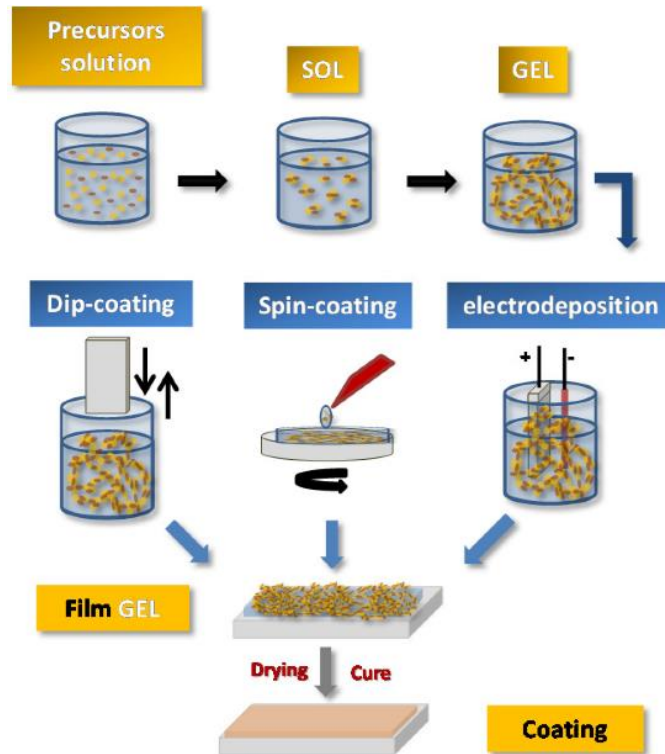 Precursors
solution
SOL
GEL
Dip-coating
Spin-coating
electrodeposition
+
-
Film GEL
Drying
Cure
Coating